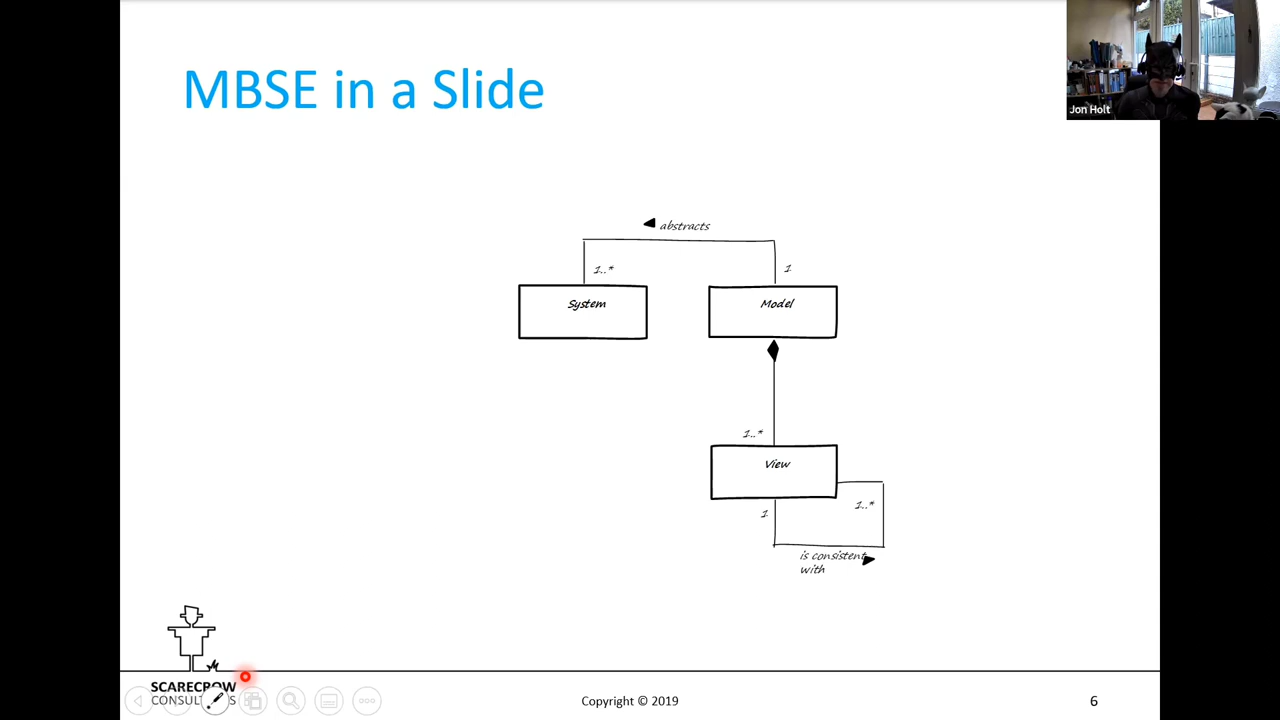 MBSE in a Slide
Jon Holt
abstracts
1..*
1
System
Model
1..*
View
1
1..*
is consistent
with
SCARECROW
Copyright © 2019
6